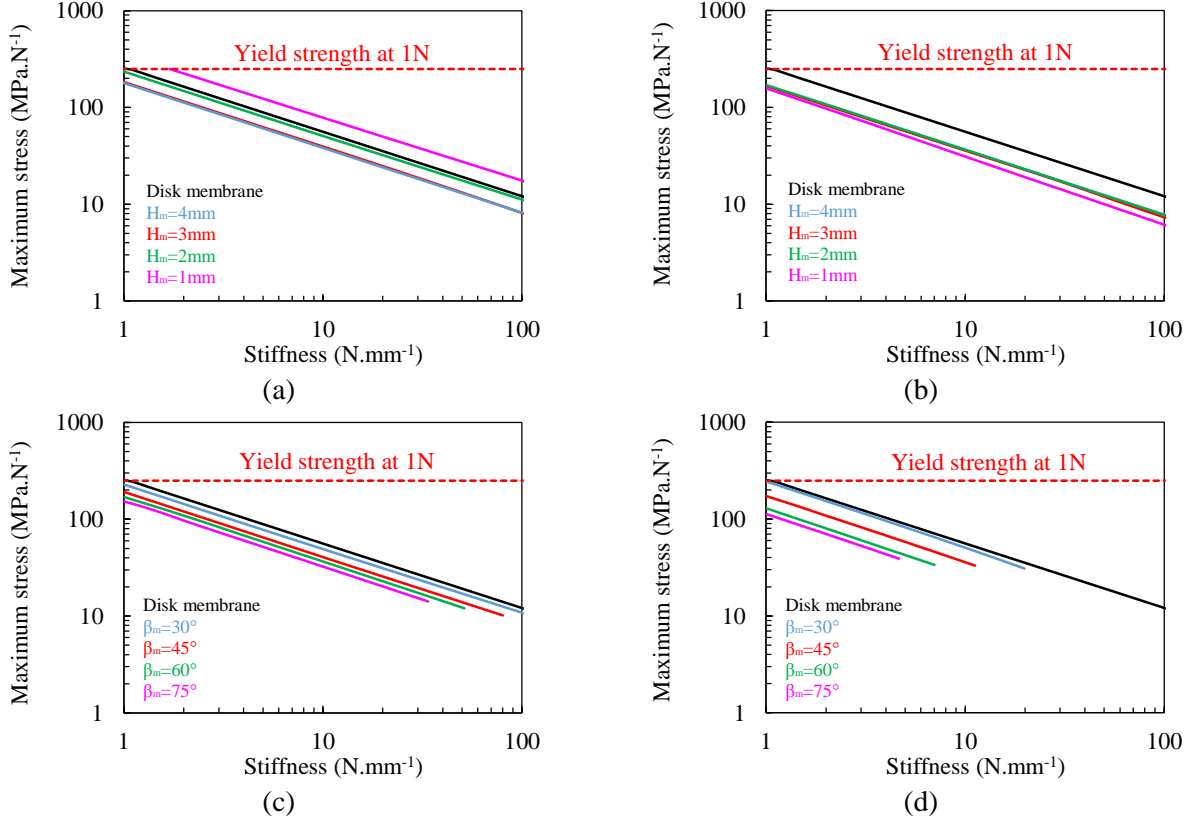 Maximum stress (MPa.N⁻¹)
1000
100
10
1
Yield strength at 1N
Disk membrane
Hₘ=4mm
Hₘ=3mm
Hₘ=2mm
Hₘ=1mm
1
10
100
Stiffness (N.mm⁻¹)
(a)
Maximum stress (MPa.N⁻¹)
1000
100
10
1
Yield strength at 1N
Disk membrane
Hₘ=4mm
Hₘ=3mm
Hₘ=2mm
Hₘ=1mm
1
10
100
Stiffness (N.mm⁻¹)
(b)
Maximum stress (MPa.N⁻¹)
1000
100
10
1
Yield strength at 1N
Disk membrane
βₘ=30°
βₘ=45°
βₘ=60°
βₘ=75°
1
10
100
Stiffness (N.mm⁻¹)
(c)
Maximum stress (MPa.N⁻¹)
1000
100
10
1
Yield strength at 1N
Disk membrane
βₘ=30°
βₘ=45°
βₘ=60°
βₘ=75°
1
10
100
Stiffness (N.mm⁻¹)
(d)